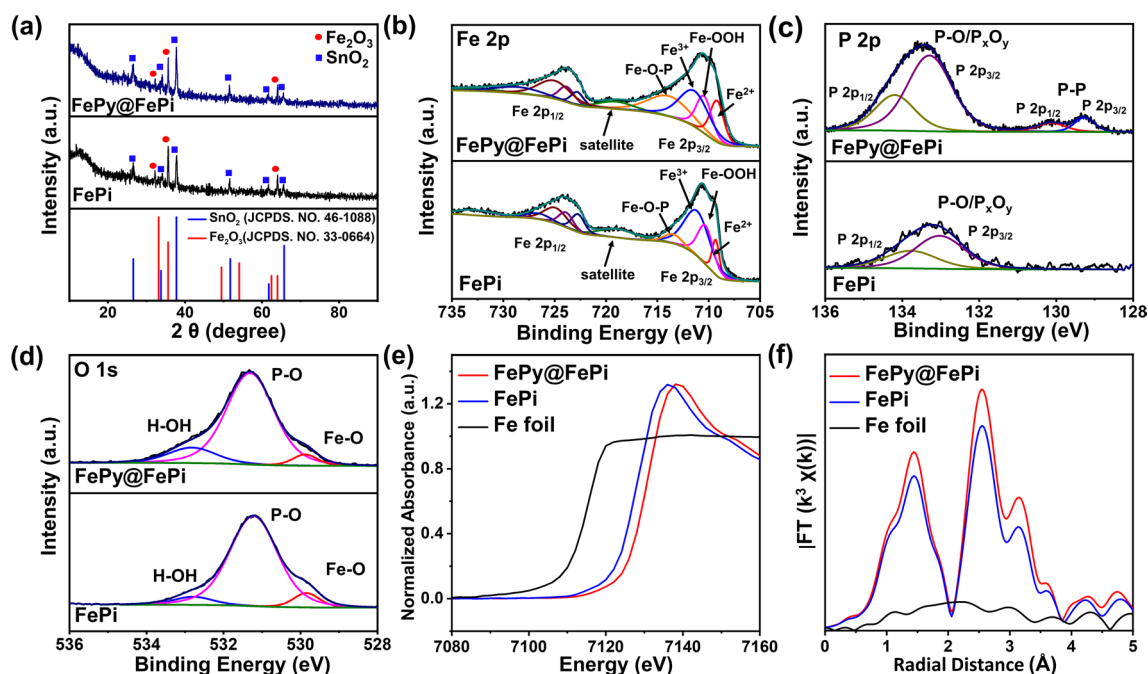 (a)
Fe2O3
SnO2
FePy@FePi
FePi
SnO2 (JCPDS. NO. 46-1088)
Fe2O3(JCPDS. NO. 33-0664)
Intensity (a.u.)
20 40 60 80
2 θ (degree)
(b)
Fe 2p
Fe-OOH
Fe3+
Fe-O-P
Fe2+
Fe 2p1/2
satellite
Fe 2p3/2
FePy@FePi
Fe-OOH
Fe3+
Fe-O-P
Fe2+
Fe 2p1/2
satellite
Fe 2p3/2
FePi
Intensity (a.u.)
735 730 725 720 715 710 705
Binding Energy (eV)
(c)
P 2p
P-O/PxOy
P 2p3/2
P 2p1/2
P-P
P 2p1/2
P 2p3/2
FePy@FePi
P-O/PxOy
P 2p1/2
P 2p3/2
FePi
Intensity (a.u.)
136 135 134 133 132 131 130 129 128
Binding Energy (eV)
(d)
O 1s
P-O
H-OH
Fe-O
FePy@FePi
P-O
H-OH
Fe-O
FePi
Intensity (a.u.)
536 534 532 530 528
Binding Energy (eV)
(e)
FePy@FePi
FePi
Fe foil
Normalized Absorbance (a.u.)
1.2
0.8
0.4
0.0
7080 7100 7120 7140 7160
Energy (eV)
(f)
FePy@FePi
FePi
Fe foil
|FT (k3 χ(k))|
0 1 2 3 4 5
Radial Distance (Å)